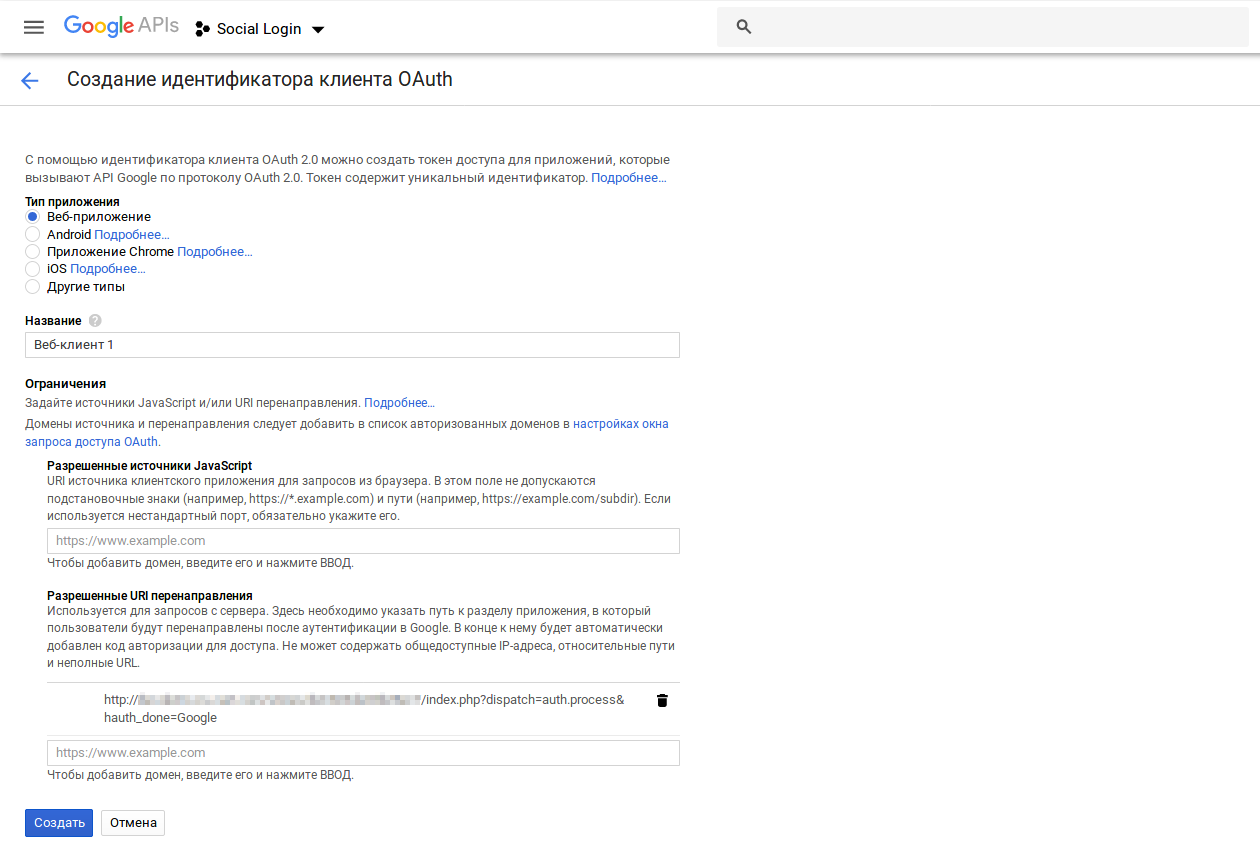 Google APIs Social Login
Создание идентификатора клиента OAuth
С помощью идентификатора клиента OAuth 2.0 можно создать токен доступа для приложений, которые
вызывают API Google по протоколу OAuth 2.0. Токен содержит уникальный идентификатор. Подробнее…
Тип приложения
Веб-приложение
Android Подробнее…
Приложение Chrome Подробнее…
iOS Подробнее…
Другие типы
Название ?
Веб-клиент 1
Ограничения
Задайте источники JavaScript и/или URI перенаправления. Подробнее…
Домены источника и перенаправления следует добавить в список авторизованных доменов в настройках окна
запроса доступа OAuth.
Разрешенные источники JavaScript
URI источника клиентского приложения для запросов из браузера. В этом поле не допускаются
подстановочные знаки (например, https://*.example.com) и пути (например, https://example.com/subdir). Если
используется нестандартный порт, обязательно укажите его.
https://www.example.com
Чтобы добавить домен, введите его и нажмите ВВОД.
Разрешенные URI перенаправления
Используется для запросов с сервера. Здесь необходимо указать путь к разделу приложения, в который
пользователи будут перенаправлены после аутентификации в Google. В конце к нему будет автоматически
добавлен код авторизации для доступа. Не может содержать общедоступные IP-адреса, относительные пути
и неполные URL.
http:// /index.php?dispatch=auth.process&
hauth_done=Google
https://www.example.com
Чтобы добавить домен, введите его и нажмите ВВОД.
Создать Отмена